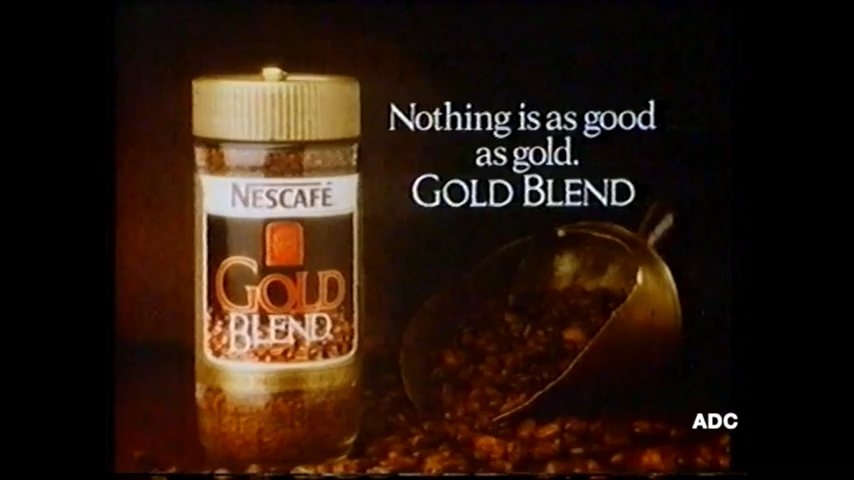 Nothing is as good
as gold.
GOLD BLEND
NESCAFÉ
GOLD
BLEND
ADC